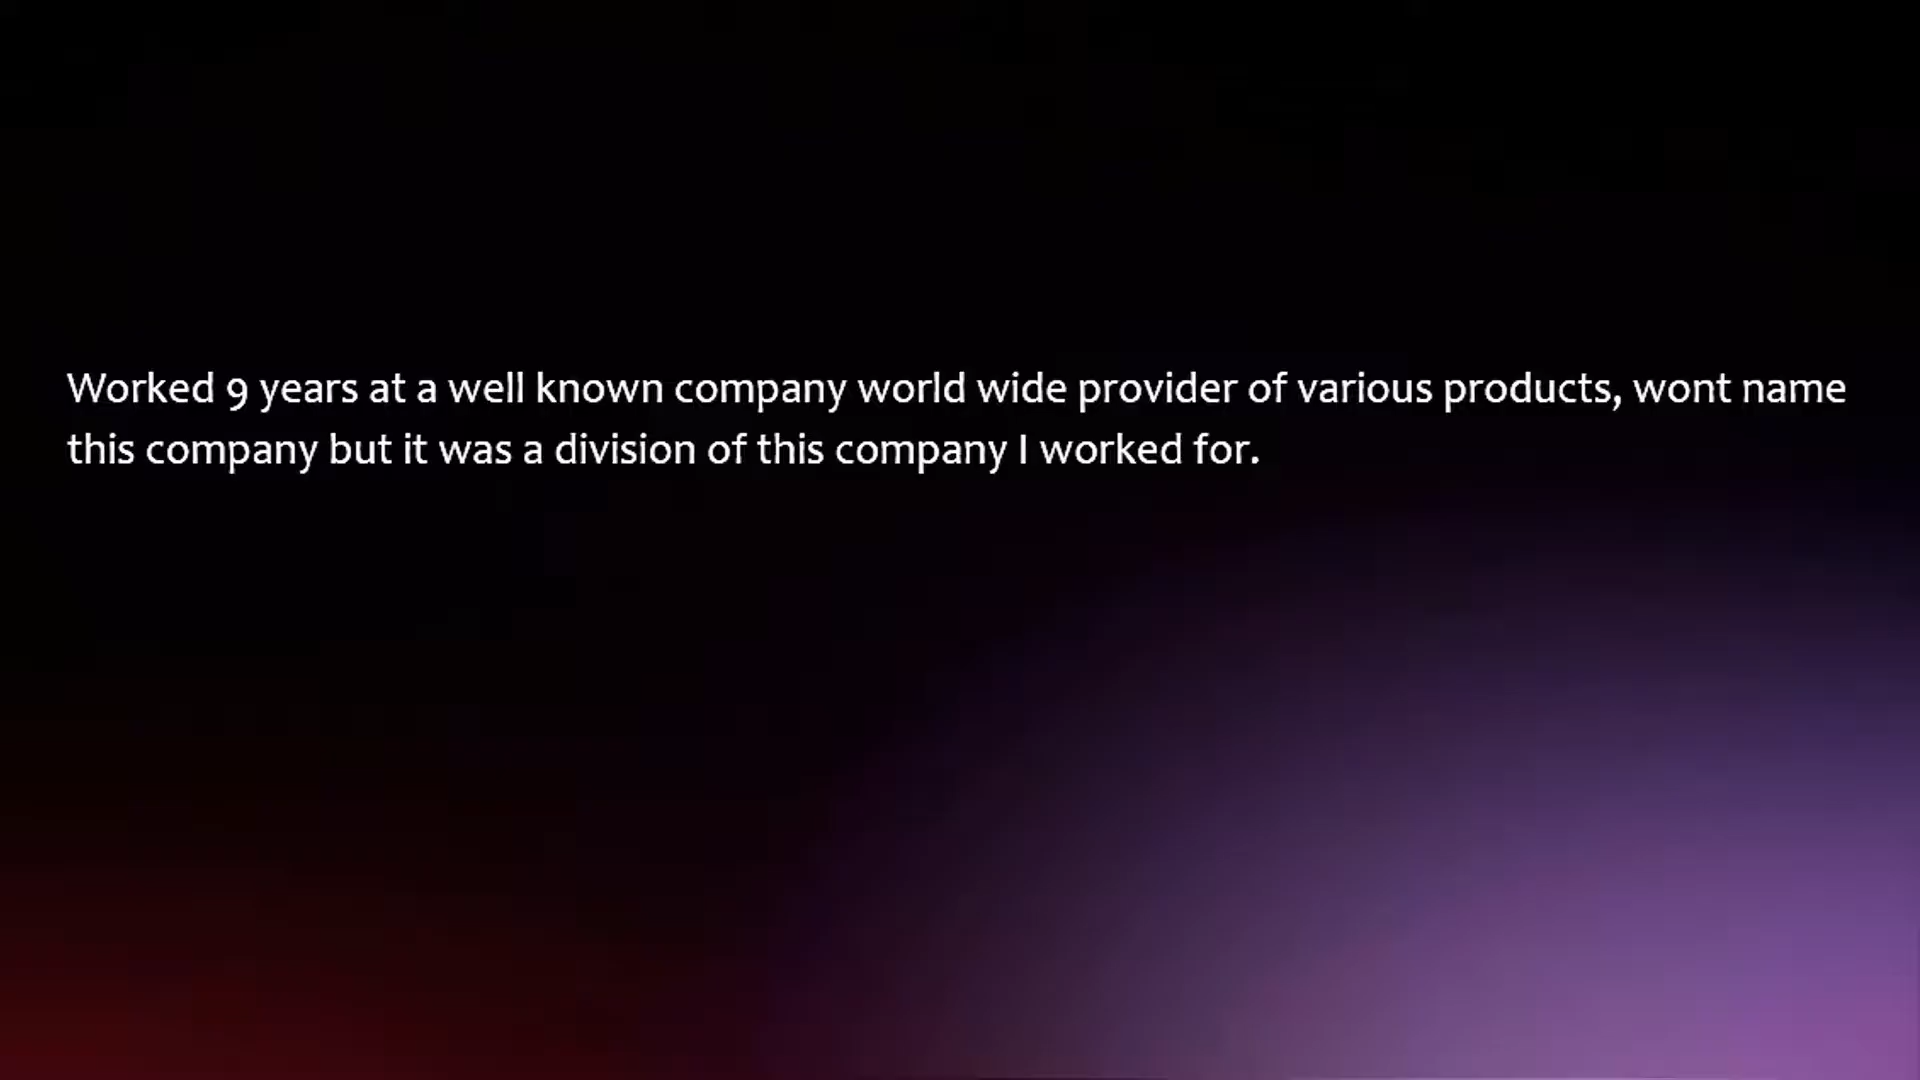 Worked 9 years at a well known company world wide provider of various products, wont name
this company but it was a division of this company I worked for.